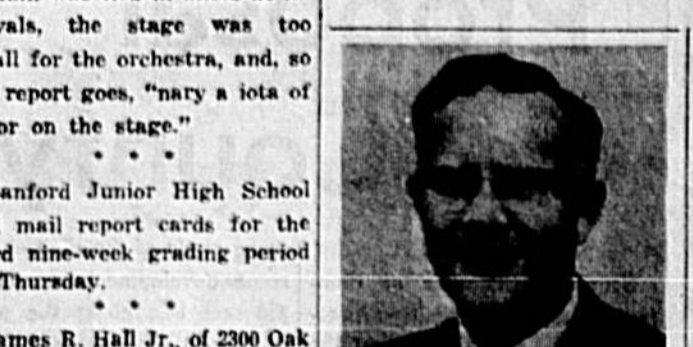 vals, the stage was too
all for the orchestra, and, so
report goes, "nary a iota of
or on the stage."
* * *
anford Junior High School
mail report cards for the
rd nine-week grading period
Thursday.
* * *
ames R. Hall Jr., of 2300 Oak